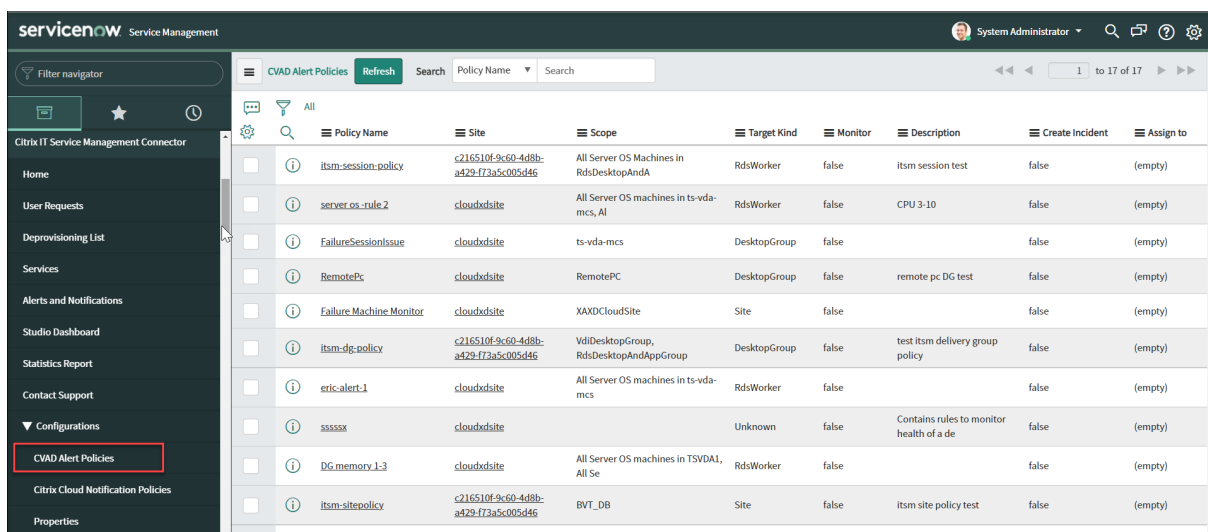 servicenow Service Management
System Administrator
Filter navigator
CVAD Alert Policies Refresh Search Policy Name Search 1 to 17 of 17
All
Citrix IT Service Management Connector
Home
User Requests
Deprovisioning List
Services
Alerts and Notifications
Studio Dashboard
Statistics Report
Contact Support
Configurations
CVAD Alert Policies
Citrix Cloud Notification Policies
Properties
Policy Name Site Scope Target Kind Monitor Description Create Incident Assign to
itsm-session-policy c216510f-9c60-4d8b- All Server OS Machines in RdsWorker false itsm session test false (empty)
a429-f73a5c005d46 RdsDesktopAndA
server os -rule 2 cloudxdsite All Server OS machines in ts-vda- RdsWorker false CPU 3-10 false (empty)
mcs, Al
FailureSessionIssue cloudxdsite ts-vda-mcs DesktopGroup false false (empty)
RemotePc cloudxdsite RemotePC DesktopGroup false remote pc DG test false (empty)
Failure Machine Monitor cloudxdsite XAXDCloudSite Site false false (empty)
itsm-dg-policy c216510f-9c60-4d8b- VdiDesktopGroup, DesktopGroup false test itsm delivery group false (empty)
a429-f73a5c005d46 RdsDesktopAndAppGroup policy
eric-alert-1 cloudxdsite All Server OS machines in ts-vda- RdsWorker false false (empty)
mcs
sssssx cloudxdsite Unknown false Contains rules to monitor false (empty)
health of a de
DG memory 1-3 cloudxdsite All Server OS machines in TSVDA1, RdsWorker false false (empty)
All Se
itsm-sitepolicy c216510f-9c60-4d8b- BVT_DB Site false itsm site policy test false (empty)
a429-f73a5c005d46